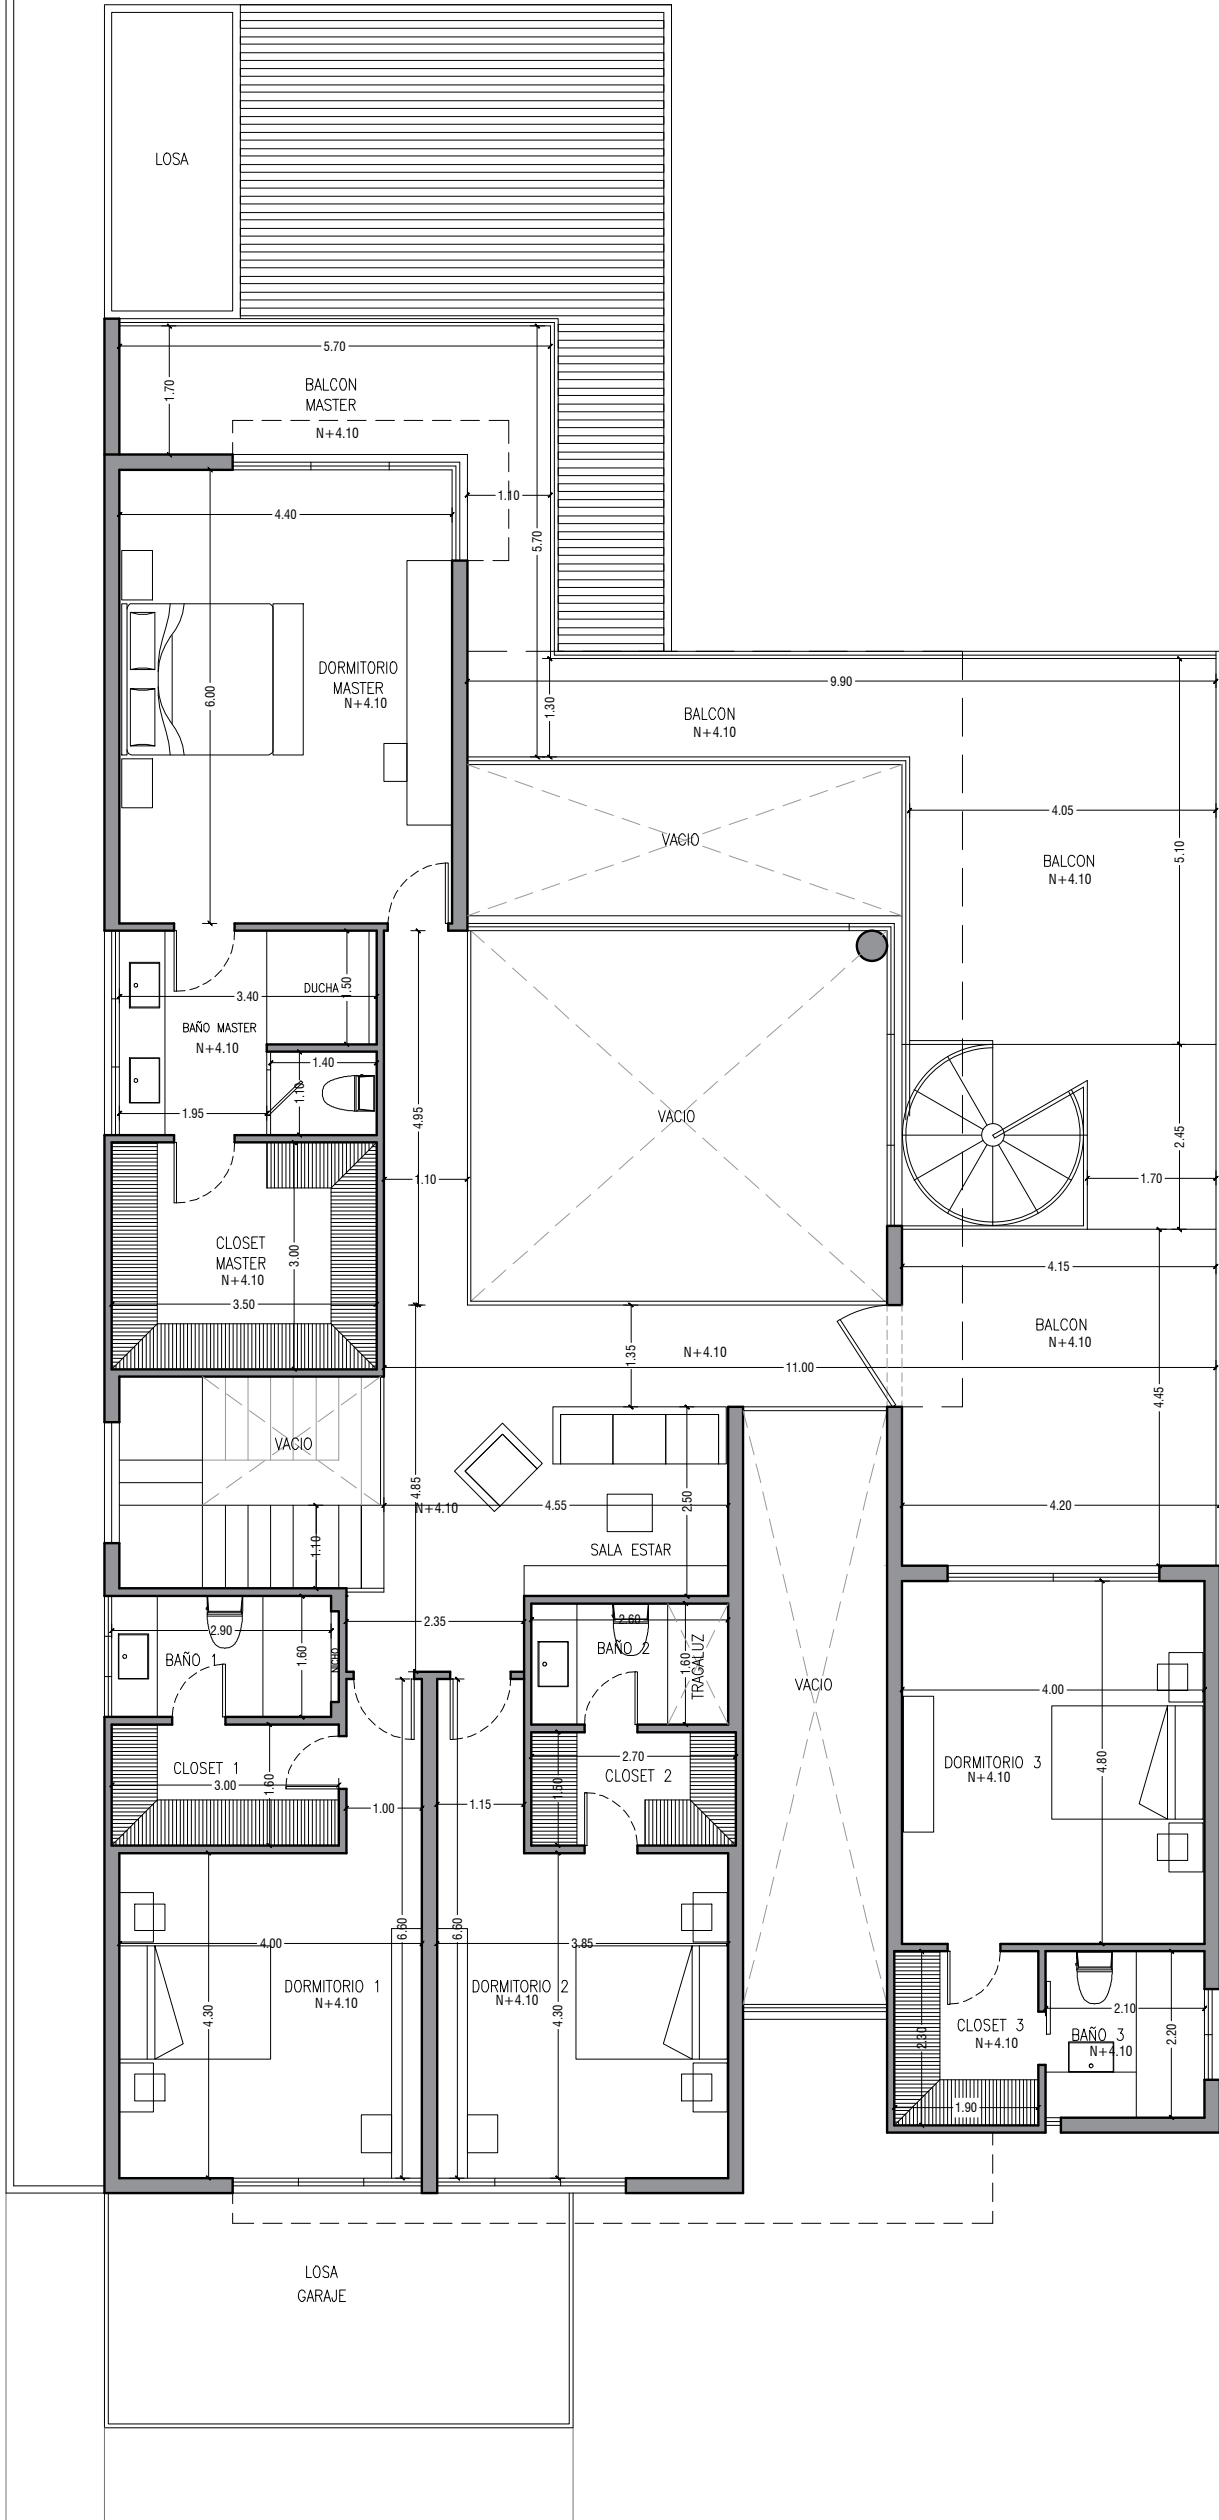 LOSA
5.70
1.70
BALCON
MASTER
N+4.10
1.10
4.40
5.70
DORMITORIO
MASTER
N+4.10
6.00
9.90
1.30
BALCON
N+4.10
4.05
VACIO
5.10
BALCON
N+4.10
DUCHA
1.50
3.40
BAÑO MASTER
N+4.10
1.40
1.10
1.95
4.95
VACIO
2.45
1.10
1.70
CLOSET
MASTER
N+4.10
3.00
3.50
4.15
BALCON
N+4.10
1.35
N+4.10
11.00
4.45
VACIO
4.85
N+4.10
4.55
2.50
4.20
1.10
SALA ESTAR
2.35
2.60
2.90
BAÑO 1
1.60
NICHO
BAÑO 2
1.60
TRAGALUZ
VACIO
4.00
CLOSET 1
3.00
1.60
2.70
CLOSET 2
1.50
DORMITORIO 3
N+4.10
4.80
1.00
1.15
6.60
6.60
4.00
3.85
DORMITORIO 1
N+4.10
DORMITORIO 2
N+4.10
4.30
4.30
2.10
CLOSET 3
N+4.10
2.30
BAÑO 3
N+4.10
2.20
1.90
LOSA
GARAJE